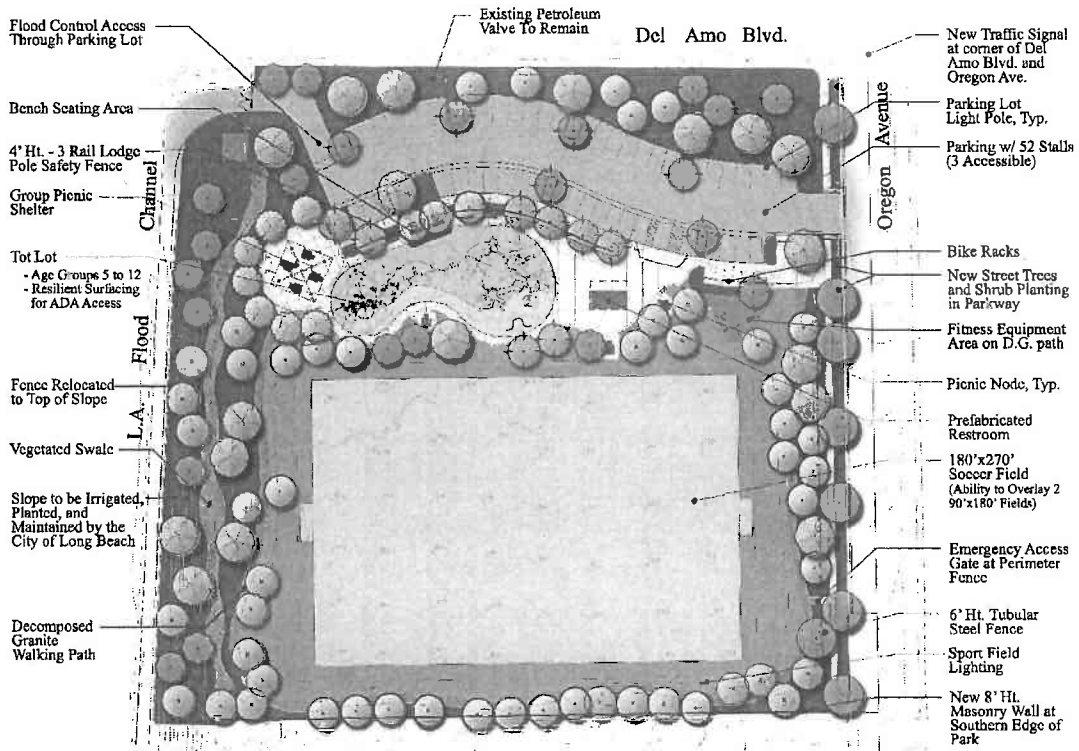 Flood Control Access
Through Parking Lot
Bench Seating Area
4' Ht. - 3 Rail Lodge
Pole Safety Fence
Group Picnic
Shelter
Tot Lot
- Age Groups 5 to 12
- Resilient Surfacing
for ADA Access
Fence Relocated
to Top of Slope
Vegetated Swale
Slope to be Irrigated,
Planted, and
Maintained by the
City of Long Beach
Decomposed
Granite
Walking Path
L.A. Flood Channel
Existing Petroleum
Valve To Remain
Del Amo Blvd.
Oregon Avenue
New Traffic Signal
at corner of Del
Amo Blvd. and
Oregon Ave.
Parking Lot
Light Pole, Typ.
Parking w/ 52 Stalls
(3 Accessible)
Bike Racks
New Street Trees
and Shrub Planting
in Parkway
Fitness Equipment
Area on D.G. path
Picnic Node, Typ.
Prefabricated
Restroom
180'x270'
Soccer Field
(Ability to Overlay 2
90'x180' Fields)
Emergency Access
Gate at Perimeter
Fence
6' Ht. Tubular
Steel Fence
Sport Field
Lighting
New 8' Ht.
Masonry Wall at
Southern Edge of
Park